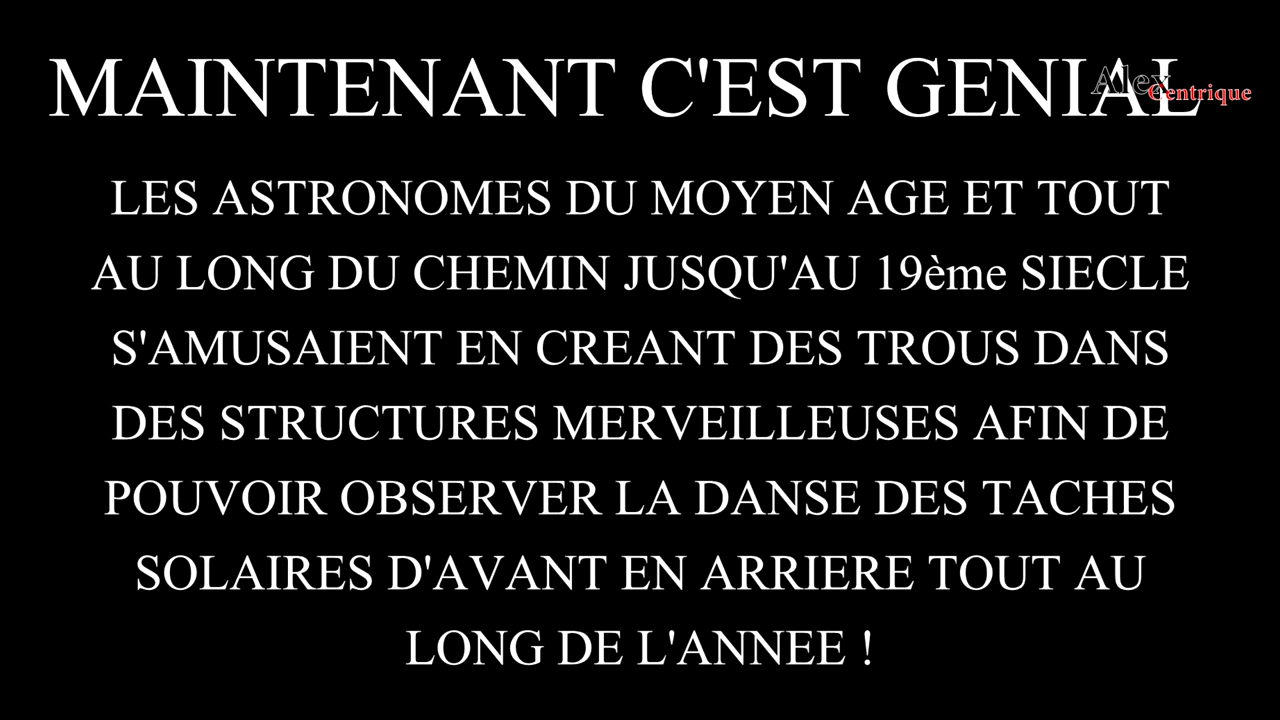 MAINTENANT C'EST GENIAL
Alex
Centrique
LES ASTRONOMES DU MOYEN AGE ET TOUT
AU LONG DU CHEMIN JUSQU'AU 19ème SIECLE
S'AMUSAIENT EN CREANT DES TROUS DANS
DES STRUCTURES MERVEILLEUSES AFIN DE
POUVOIR OBSERVER LA DANSE DES TACHES
SOLAIRES D'AVANT EN ARRIERE TOUT AU
LONG DE L'ANNEE !